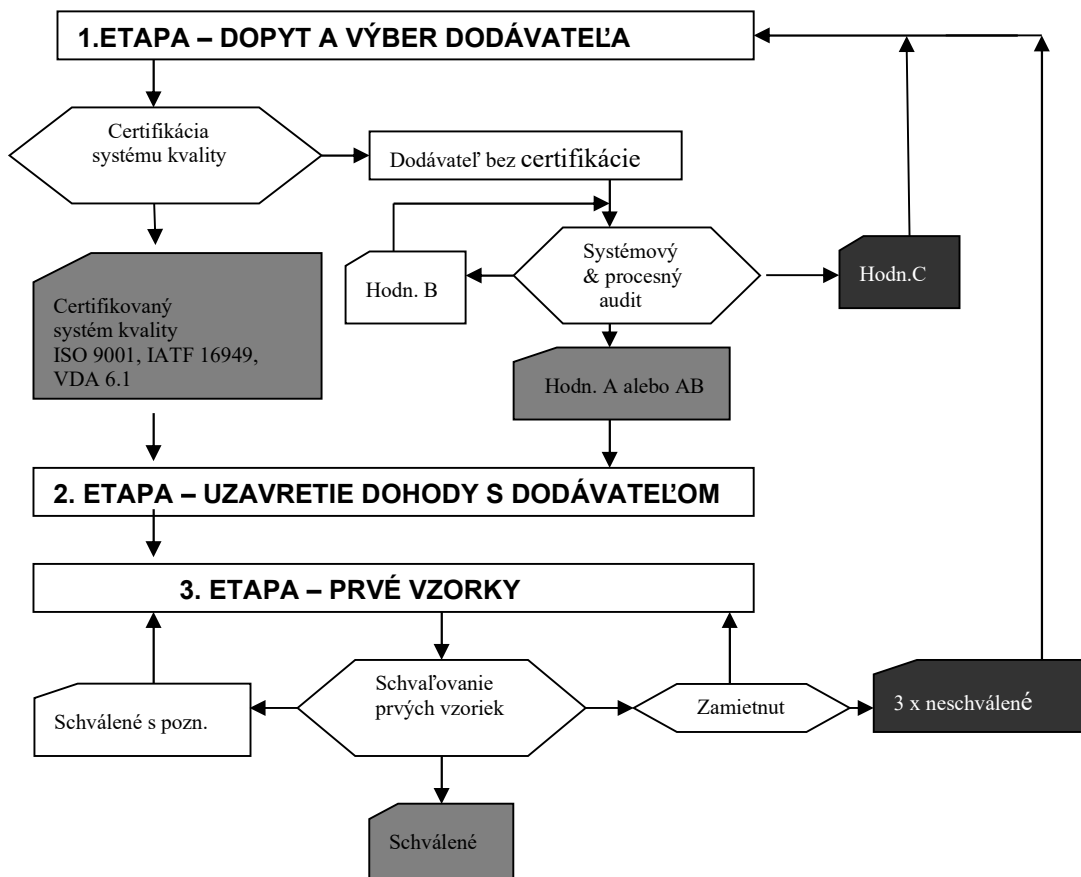 1.ETAPA – DOPYT A VÝBER DODÁVATEĽA
Certifikácia
systému kvality
Dodávateľ bez certifikácie
Systémový
& procesný
audit
Hodn. B
Hodn.C
Certifikovaný
systém kvality
ISO 9001, IATF 16949,
VDA 6.1
Hodn. A alebo AB
2. ETAPA – UZAVRETIE DOHODY S DODÁVATEĽOM
3. ETAPA – PRVÉ VZORKY
Schválené s pozn.
Schvaľovanie
prvých vzoriek
Zamietnut
3 x neschválené
Schválené